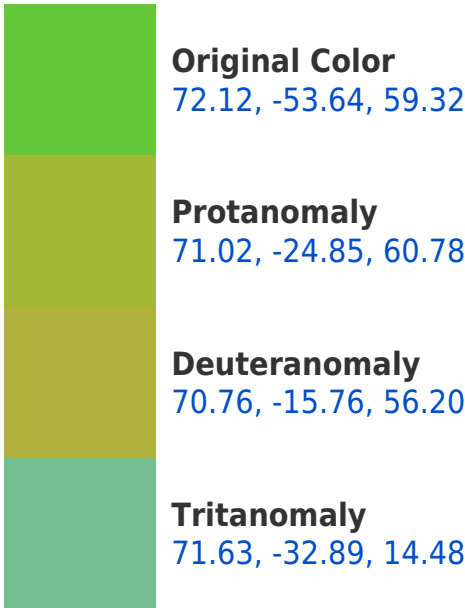 Original Color
72.12, -53.64, 59.32
Protanomaly
71.02, -24.85, 60.78
Deuteranomaly
70.76, -15.76, 56.20
Tritanomaly
71.63, -32.89, 14.48